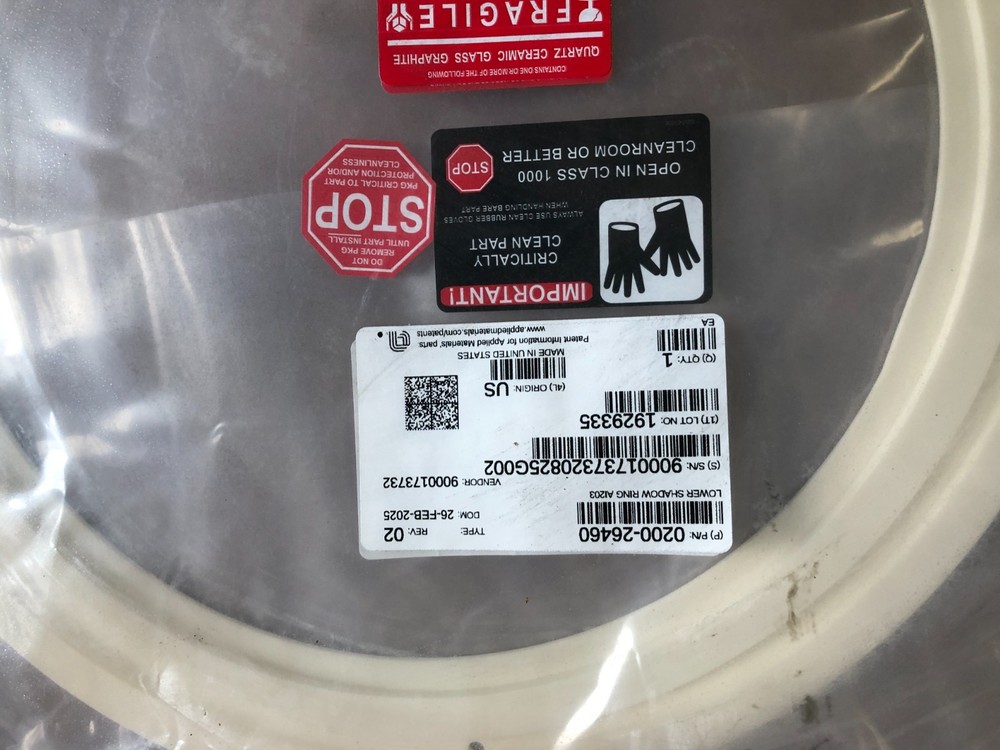 (P) P/N: 0200-26460
TYPE: REV: 02
LOWER SHADOW RING Al203
DOM: 26-FEB-2025
(S) S/N: 90001737320825G002
VENDOR: 9000173732
(1T) LOT NO: 1929335
(4L) ORIGIN: US
MADE IN UNITED STATES
(Q) QTY: 1
EA
Patent Information for Applied Materials' parts:
www.appliedmaterials.com/patents
IMPORTANT!
CRITICALLY
CLEAN PART
ALWAYS USE CLEAN RUBBER GLOVES
WHEN HANDLING BARE PART
OPEN IN CLASS 1000
CLEANROOM OR BETTER
STOP
DO NOT
REMOVE PKG
UNTIL PART INSTALL
STOP
PKG CRITICAL TO PART
PROTECTION AND/OR
CLEANLINESS
CONTAINS ONE OR MORE OF THE FOLLOWING
QUARTZ CERAMIC GLASS GRAPHITE
FRAGILE